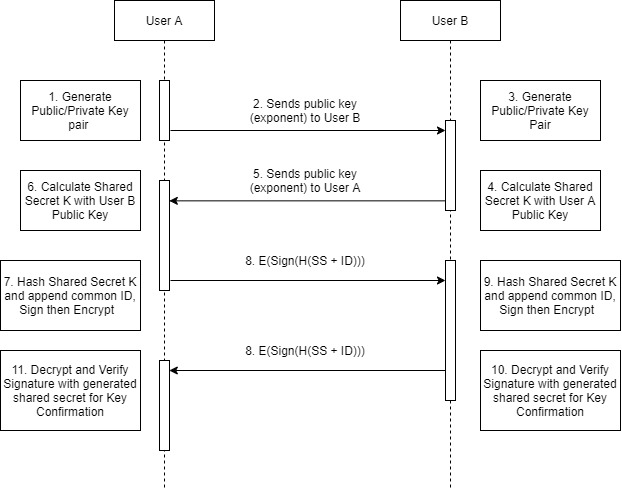 User A
User B
1. Generate
Public/Private Key
pair
2. Sends public key
(exponent) to User B
3. Generate
Public/Private Key
Pair
6. Calculate Shared
Secret K with User B
Public Key
5. Sends public key
(exponent) to User A
4. Calculate Shared
Secret K with User A
Public Key
7. Hash Shared Secret K
and append common ID,
Sign then Encrypt
8. E(Sign(H(SS + ID)))
9. Hash Shared Secret K
and append common ID,
Sign then Encrypt
11. Decrypt and Verify
Signature with generated
shared secret for Key
Confirmation
8. E(Sign(H(SS + ID)))
10. Decrypt and Verify
Signature with generated
shared secret for Key
Confirmation